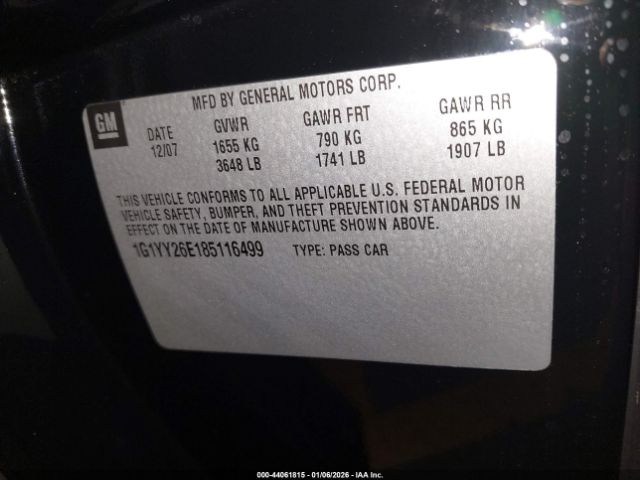 MFD BY GENERAL MOTORS CORP.
GM
DATE GVWR GAWR FRT GAWR RR
12/07 1655 KG 790 KG 865 KG
3648 LB 1741 LB 1907 LB
THIS VEHICLE CONFORMS TO ALL APPLICABLE U.S. FEDERAL MOTOR
VEHICLE SAFETY, BUMPER, AND THEFT PREVENTION STANDARDS IN
EFFECT ON THE DATE OF MANUFACTURE SHOWN ABOVE.
1G1YY26E185116499 TYPE: PASS CAR
000-44061815 - 01/06/2026 - IAA Inc.